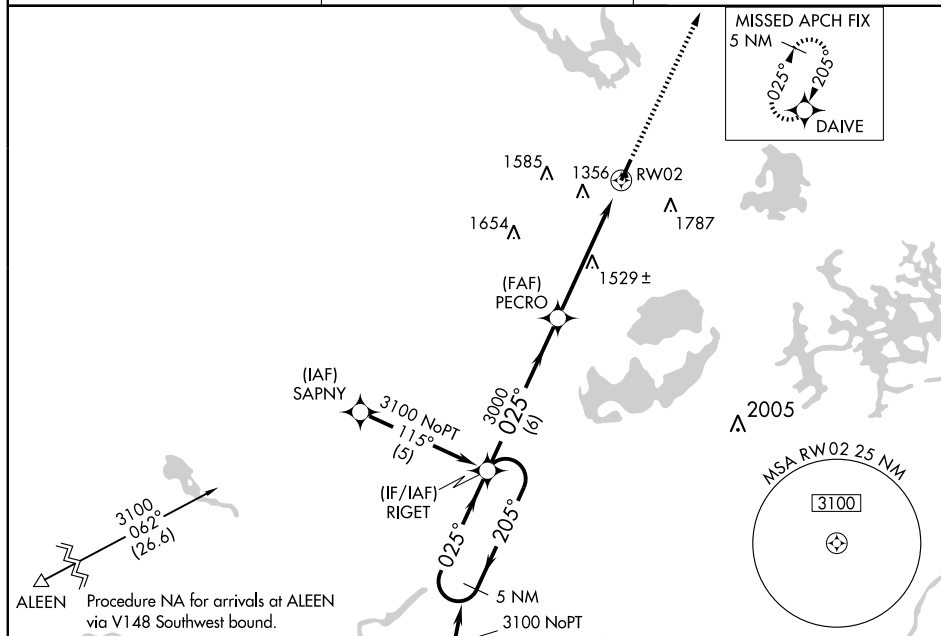 MISSED APCH FIX
5 NM
025°
205°
DAIVE
1585
1356
RW02
1654
1787
1529 ±
(FAF)
PECRO
(IAF)
SAPNY
3100 NoPT
115°
(5)
3000
025°
(6)
2005
MSA RW02 25 NM
3100
(IF/IAF)
RIGET
025°
205°
3100
062°
(26.6)
ALEEN
Procedure NA for arrivals at ALEEN
via V148 Southwest bound.
5 NM
3100 NoPT